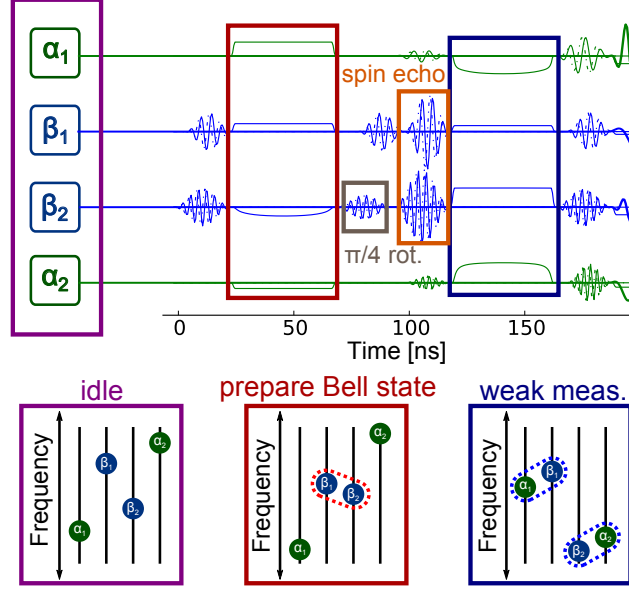 α1
spin echo
β1
β2
π/4 rot.
α2
0 50 100 150
Time [ns]
idle prepare Bell state weak meas.
Frequency α1 β1 β2 α2
Frequency α1 β1 β2 α2
Frequency α1 β1 β2 α2